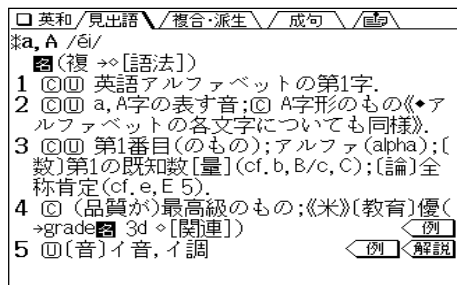 英和/見出語\/複合・派生\/成句\/
⁑a, A /éi/
名(複 →◇[語法])
1 ⒸⓊ 英語アルファベットの第1字.
2 ⒸⓊ a, A字の表す音;Ⓒ A字形のもの《◆ア
ルファベットの各文字についても同様》.
3 ⒸⓊ 第1番目(のもの);アルファ(alpha);〔
数〕第1の既知数[量](cf. b, B/c, C);〔論〕全
称肯定(cf. e, E 5).
4 Ⓒ (品質が)最高級のもの;《米》〔教育〕優(
→grade名 3d ◇[関連]) 例
5 Ⓤ〔音〕イ音, イ調 例 解説